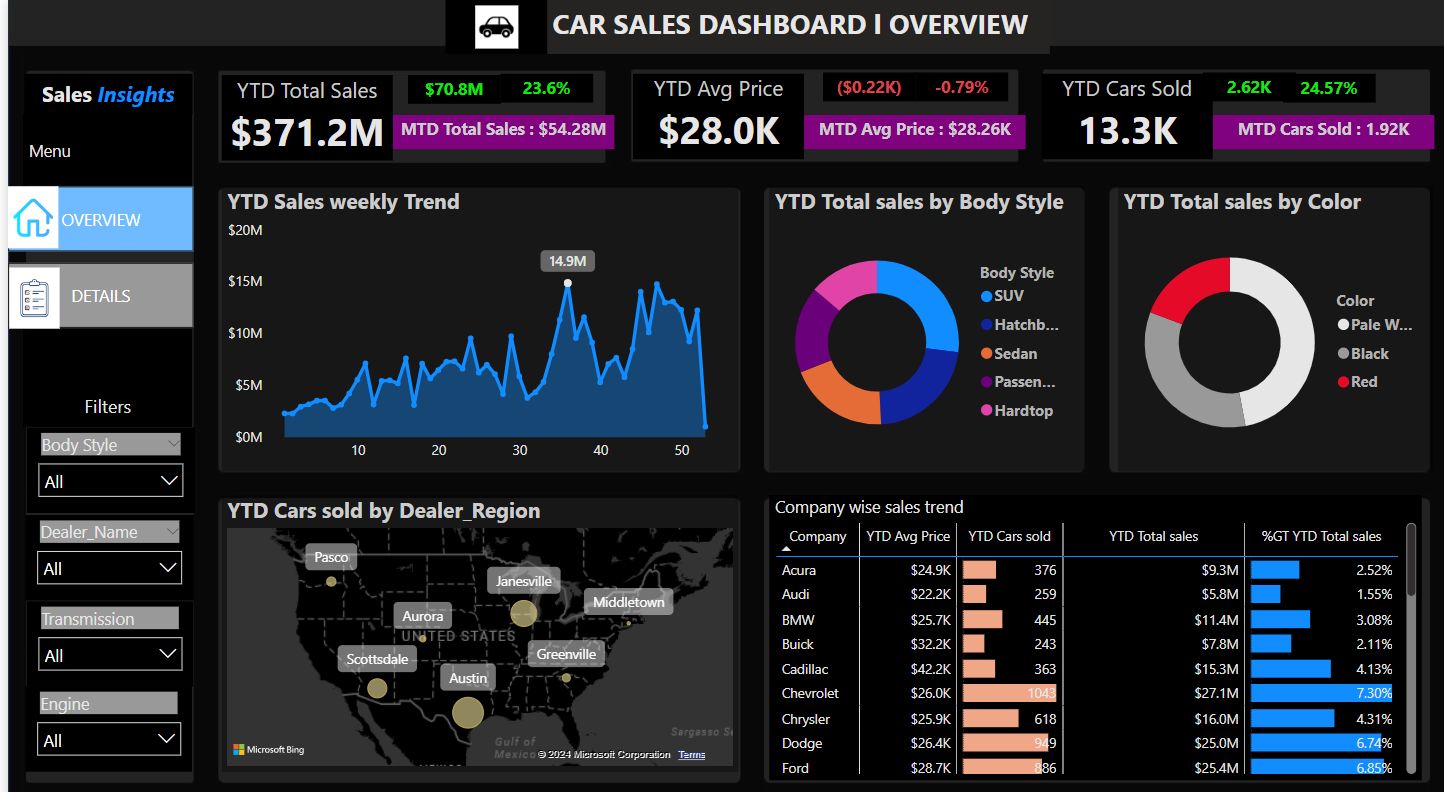 CAR SALES DASHBOARD l OVERVIEW
Sales Insights
Menu
OVERVIEW
DETAILS
Filters
Body Style
All
Dealer_Name
All
Transmission
All
Engine
All
YTD Total Sales
$371.2M
$70.8M 23.6%
MTD Total Sales : $54.28M
YTD Avg Price
$28.0K
($0.22K) -0.79%
MTD Avg Price : $28.26K
YTD Cars Sold
13.3K
2.62K 24.57%
MTD Cars Sold : 1.92K
YTD Sales weekly Trend
$20M
$15M
$10M
$5M
$0M
14.9M
10 20 30 40 50
YTD Total sales by Body Style
Body Style
SUV
Hatchb...
Sedan
Passen...
Hardtop
YTD Total sales by Color
Color
Pale W...
Black
Red
YTD Cars sold by Dealer_Region
Pasco
Janesville
Middletown
Aurora
UNITED STATES
Greenville
Scottsdale
Austin
Gulf of
Mexico
Sargasso S
MEXICO
Microsoft Bing
© 2024 Microsoft Corporation Terms
Company wise sales trend
Company YTD Avg Price YTD Cars sold YTD Total sales %GT YTD Total sales
Acura $24.9K 376 $9.3M 2.52%
Audi $22.2K 259 $5.8M 1.55%
BMW $25.7K 445 $11.4M 3.08%
Buick $32.2K 243 $7.8M 2.11%
Cadillac $42.2K 363 $15.3M 4.13%
Chevrolet $26.0K 1043 $27.1M 7.30%
Chrysler $25.9K 618 $16.0M 4.31%
Dodge $26.4K 949 $25.0M 6.74%
Ford $28.7K 886 $25.4M 6.85%